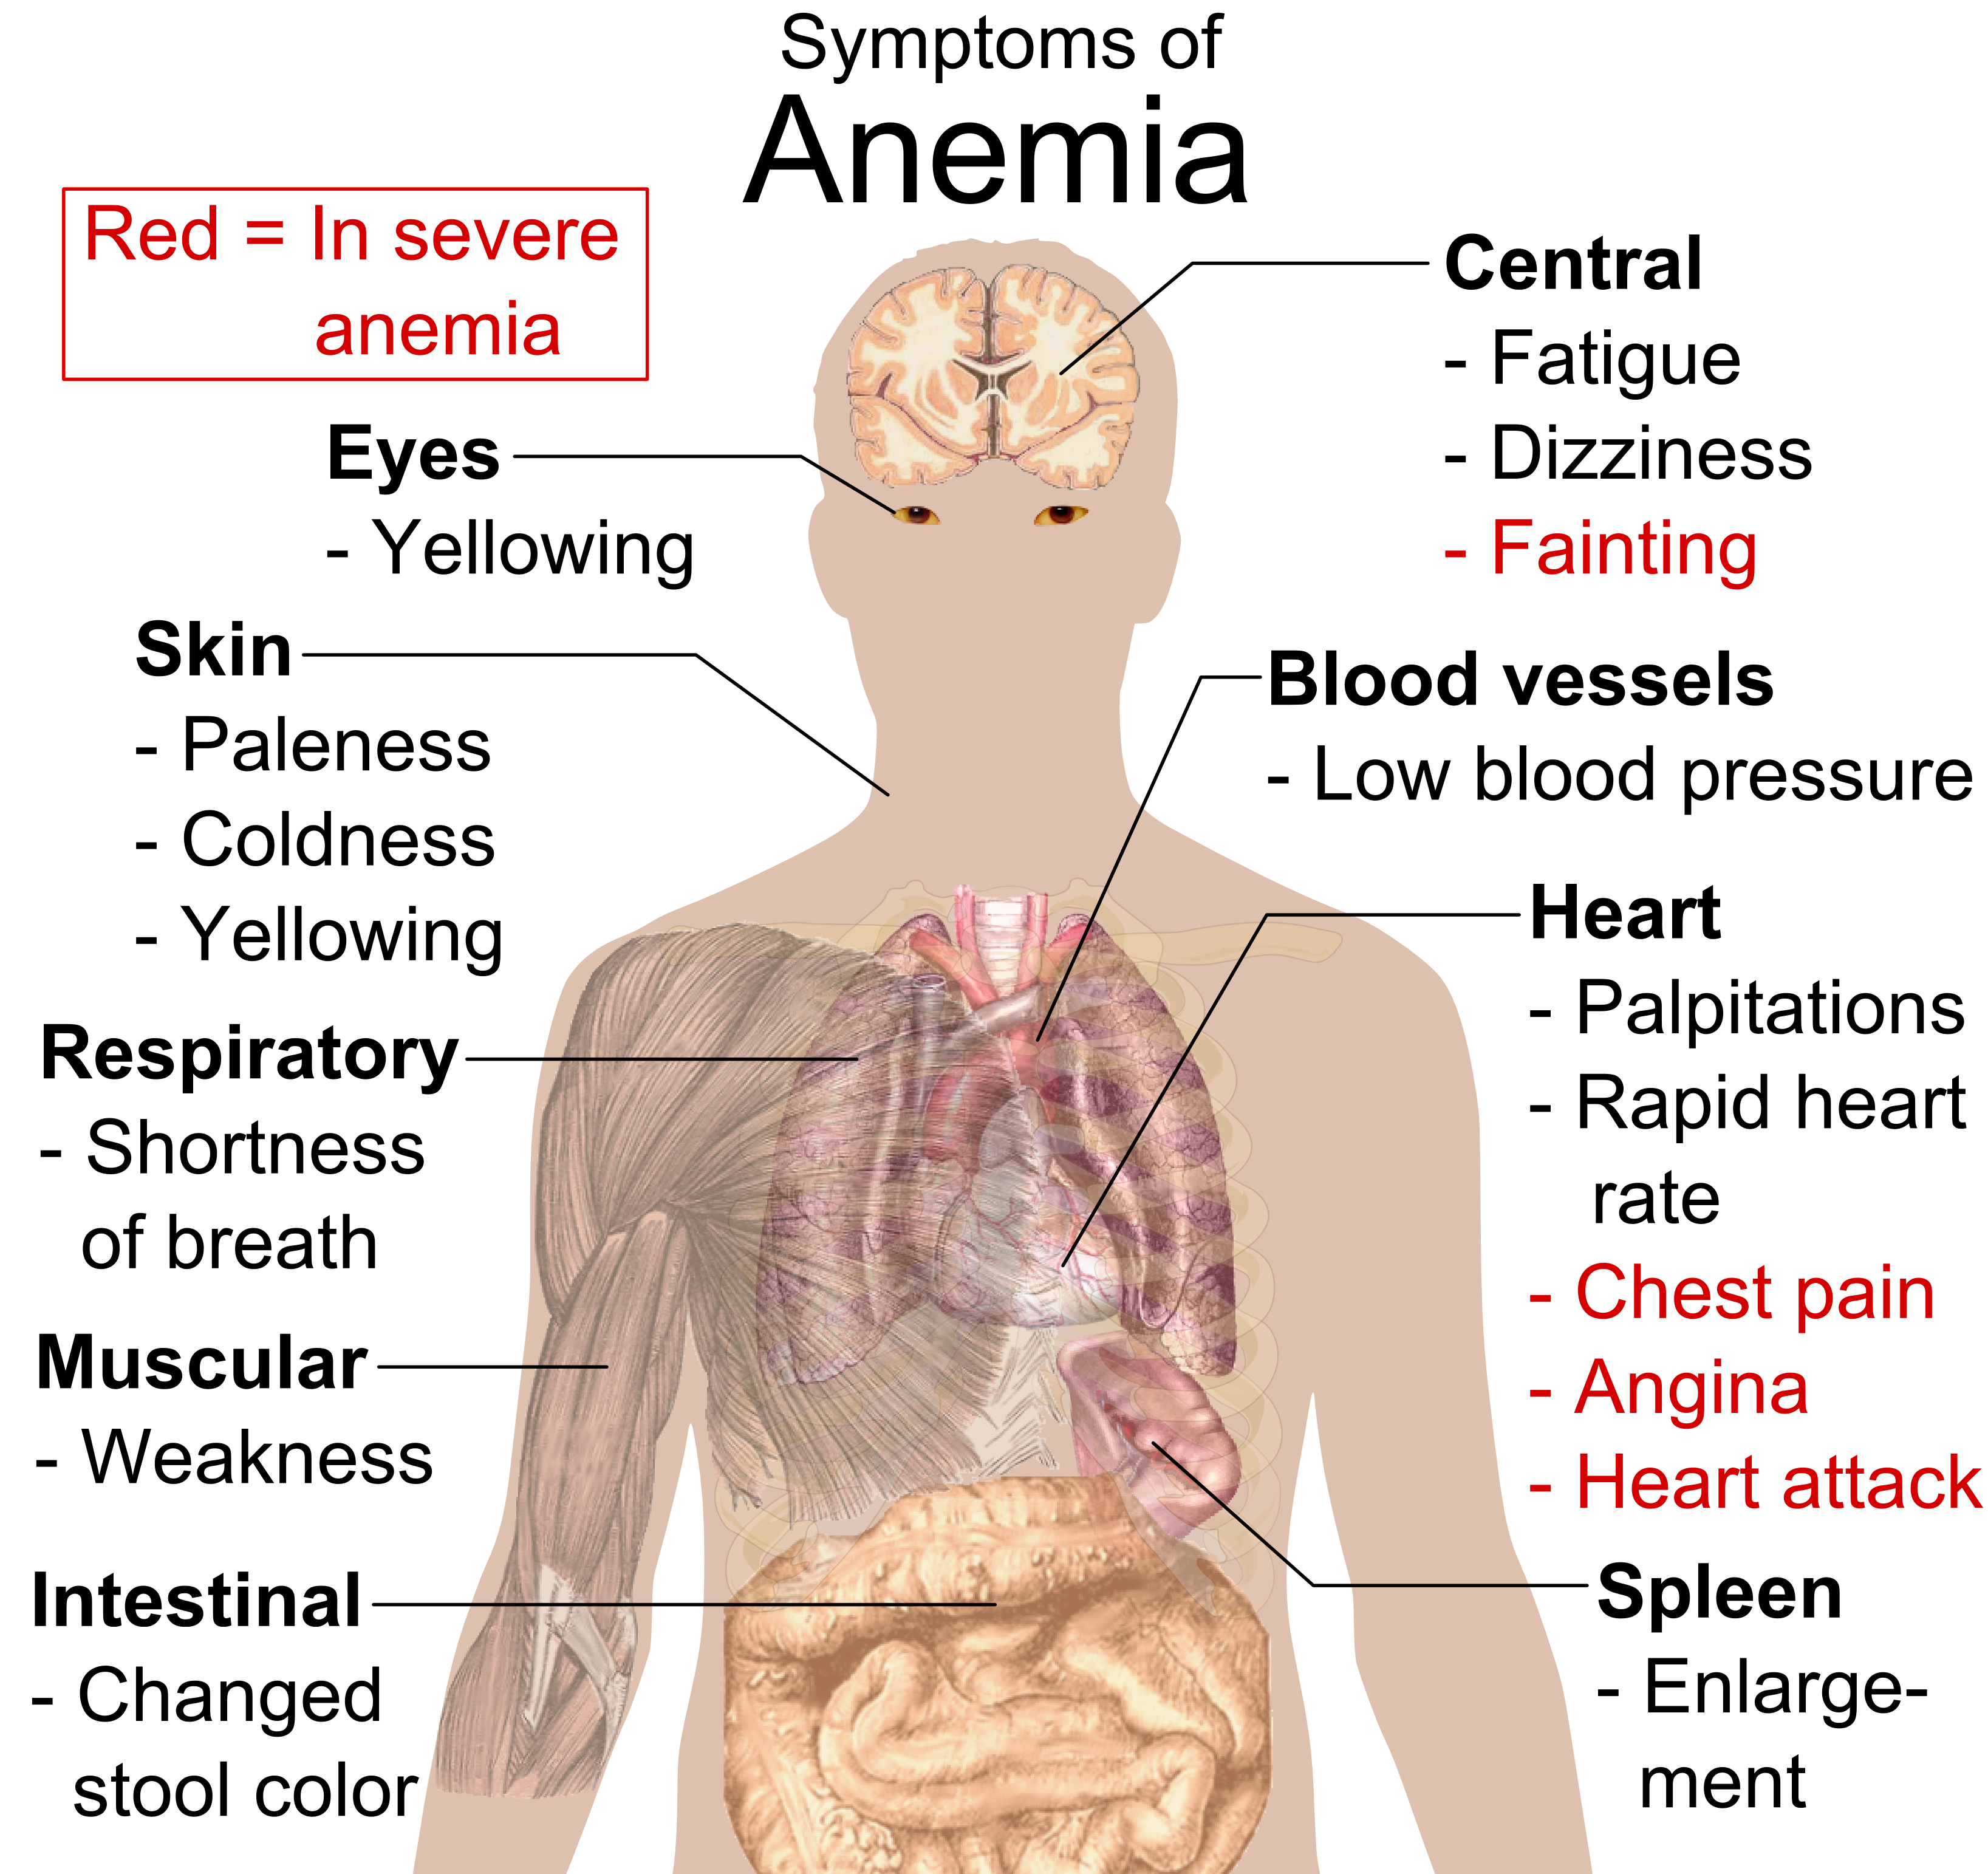 Symptoms of
Anemia
Red = In severe
anemia
Eyes
- Yellowing
Skin
- Paleness
- Coldness
- Yellowing
Respiratory
- Shortness
of breath
Muscular
- Weakness
Intestinal
- Changed
stool color
Central
- Fatigue
- Dizziness
- Fainting
Blood vessels
- Low blood pressure
Heart
- Palpitations
- Rapid heart
rate
- Chest pain
- Angina
- Heart attack
Spleen
- Enlarge-
ment